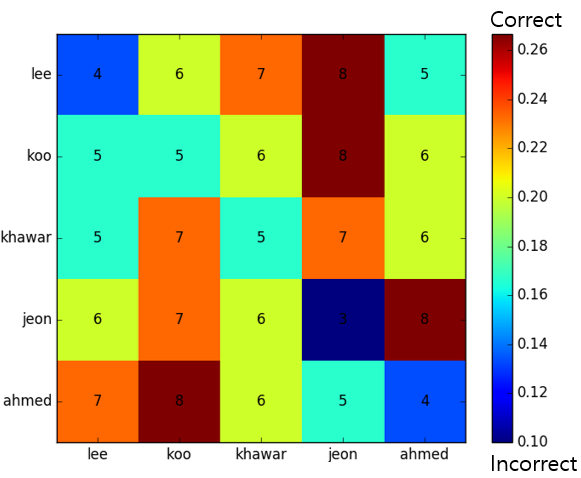 Correct
lee 4 6 7 8 5
koo 5 5 6 8 6
khawar 5 7 5 7 6
jeon 6 7 6 3 8
ahmed 7 8 6 5 4
lee koo khawar jeon ahmed
0.26
0.24
0.22
0.20
0.18
0.16
0.14
0.12
0.10
Incorrect